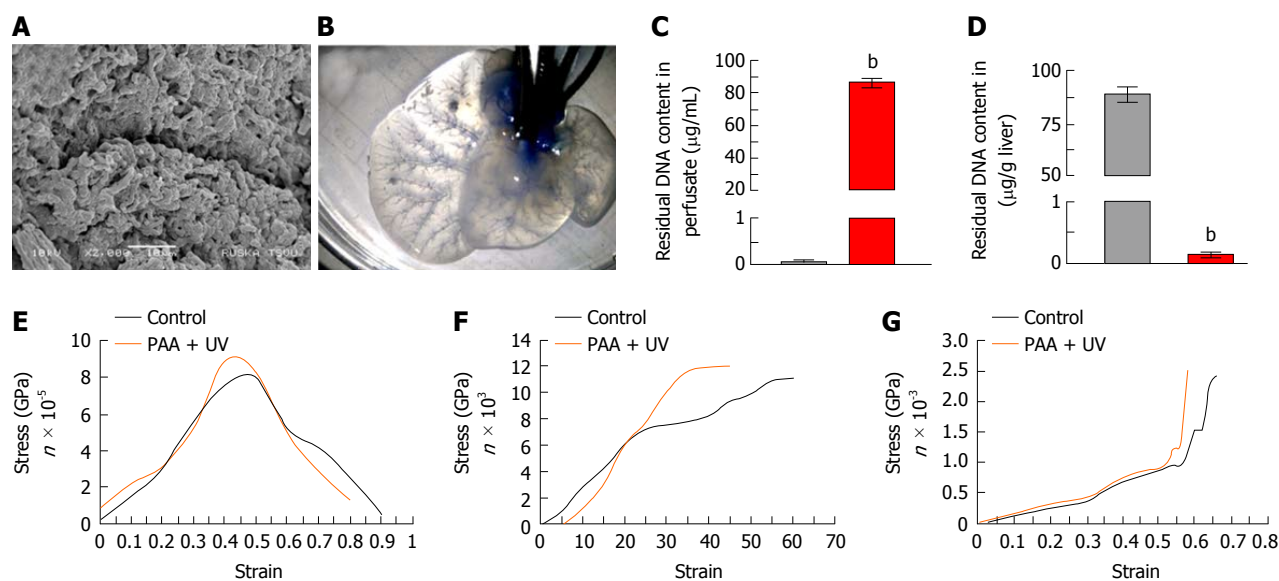 A
10μV X2,000 10μm RUSKA TSUU
B
C
Residual DNA content in
perfusate (μg/mL)
100
90
80
70
60
50
40
30
20
1
0
b
D
Residual DNA content in
(μg/g liver)
100
75
50
1
0
b
E
Control
PAA + UV
Stress (GPa)
n × 10-5
10
8
6
4
2
0
0 0.1 0.2 0.3 0.4 0.5 0.6 0.7 0.8 0.9 1
Strain
F
Control
PAA + UV
Stress (GPa)
n × 103
14
12
10
8
6
4
2
0
0 10 20 30 45 60 70
Strain
G
Control
PAA + UV
Stress (GPa)
n × 10-3
3.0
2.5
2.0
1.5
1.0
0.5
0
0 0.1 0.2 0.3 0.4 0.5 0.6 0.7 0.8
Strain